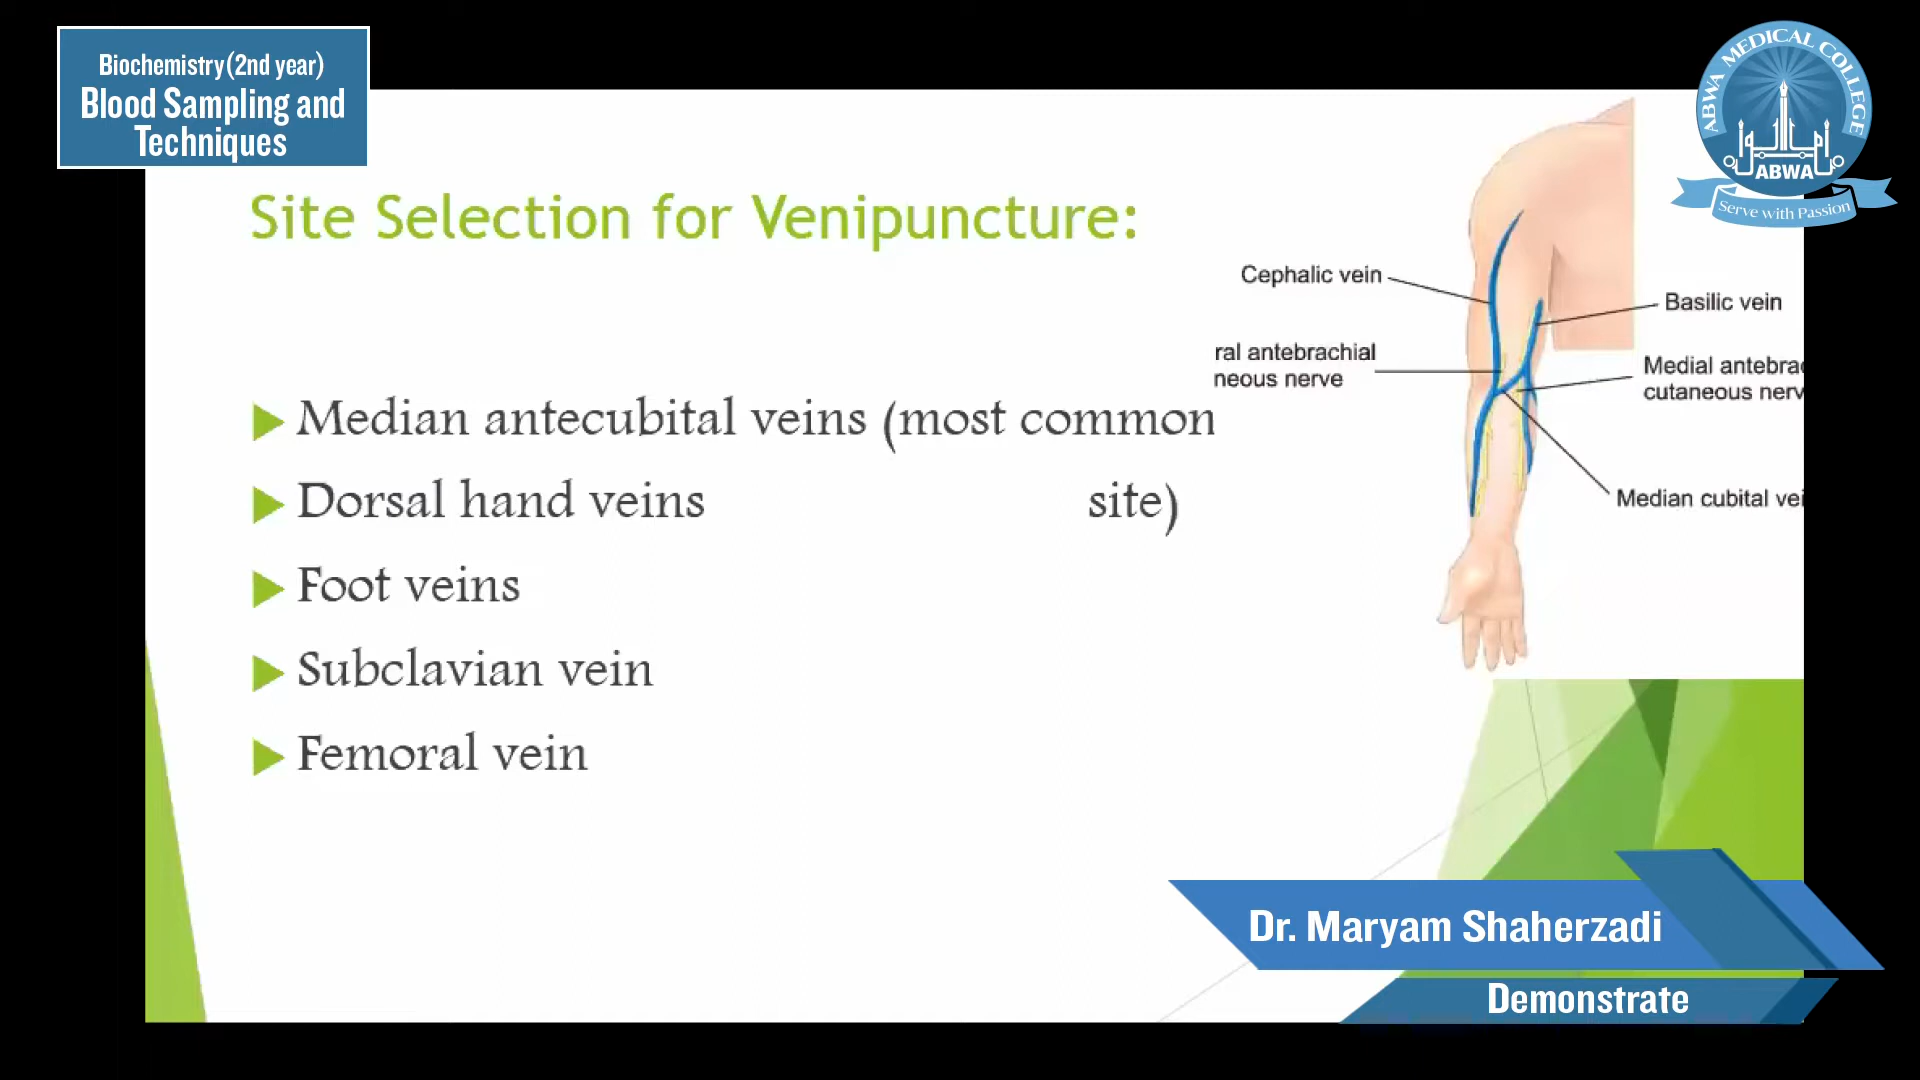 Biochemistry(2nd year)
Blood Sampling and
Techniques
ABWA MEDICAL COLLEGE
ABWA
Serve with Passion
Site Selection for Venipuncture:
Cephalic vein
Basilic vein
ral antebrachial
neous nerve
Medial antebrac
cutaneous nerv
Median cubital vei
Median antecubital veins (most common
Dorsal hand veins site)
Foot veins
Subclavian vein
Femoral vein
Dr. Maryam Shaherzadi
Demonstrate